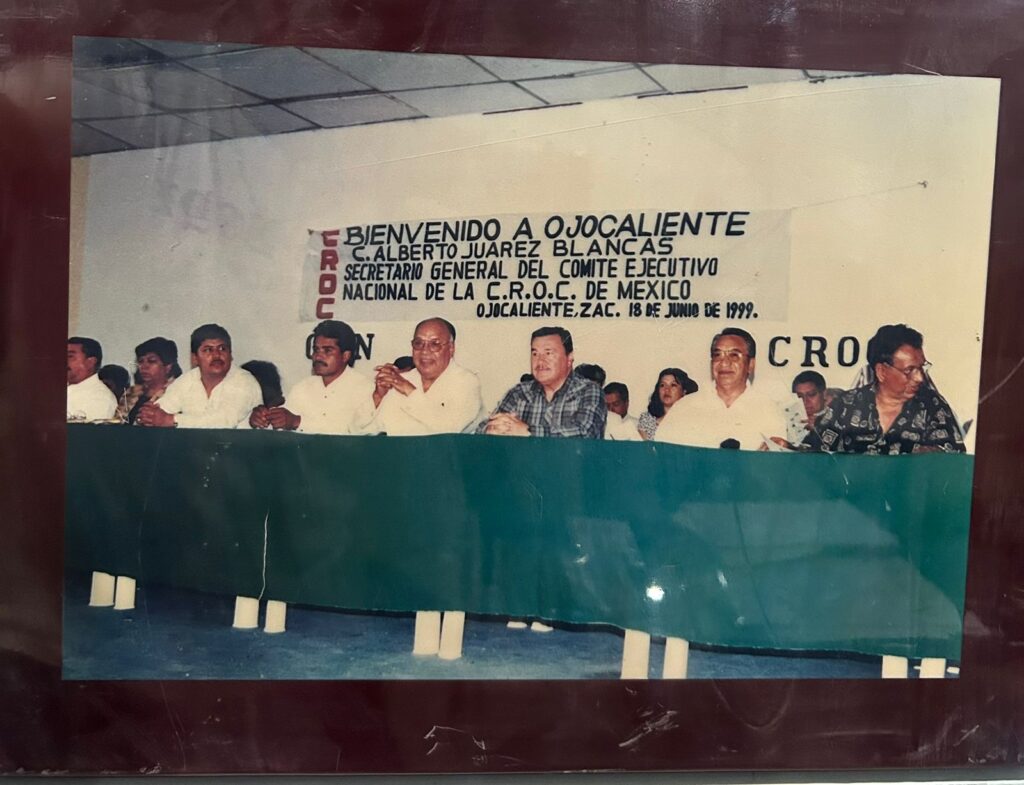 CROC
BIENVENIDO A OJOCALIENTE
C. ALBERTO JUAREZ BLANCAS
SECRETARIO GENERAL DEL COMITE EJECUTIVO
NACIONAL DE LA C.R.O.C. DE MEXICO
OJOCALIENTE, ZAC. 18 DE JUNIO DE 1999.
CRO